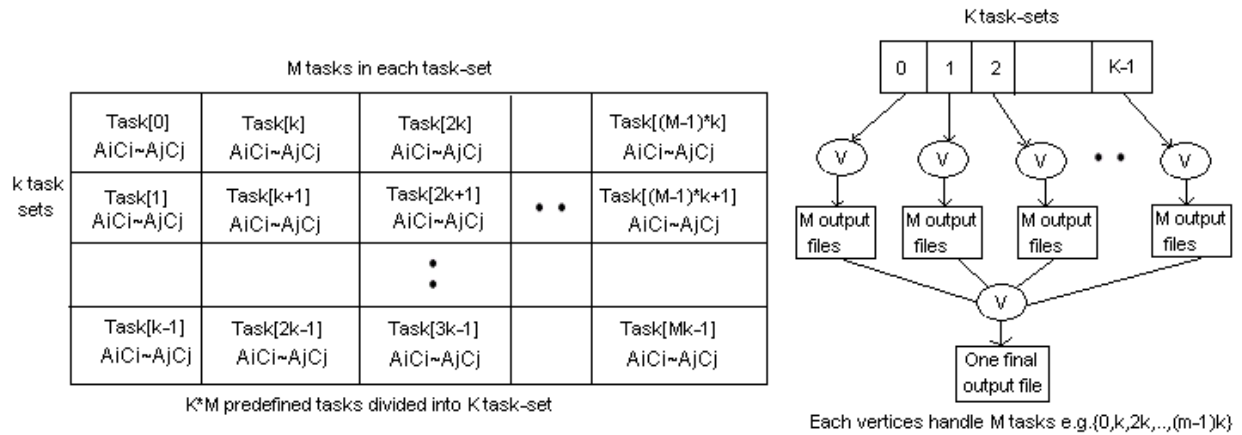 M tasks in each task-set
k task
sets
Task[0]
AiCi~AjCj
Task[k]
AiCi~AjCj
Task[2k]
AiCi~AjCj
Task[(M-1)*k]
AiCi~AjCj
Task[1]
AiCi~AjCj
Task[k+1]
AiCi~AjCj
Task[2k+1]
AiCi~AjCj
Task[(M-1)*k+1]
AiCi~AjCj
Task[k-1]
AiCi~AjCj
Task[2k-1]
AiCi~AjCj
Task[3k-1]
AiCi~AjCj
Task[Mk-1]
AiCi~AjCj
K*M predefined tasks divided into K task-set
K task-sets
0
1
2
K-1
V
V
V
V
M output
files
M output
files
M output
files
M output
files
V
One final
output file
Each vertices handle M tasks e.g.{0,k,2k,..,(m-1)k}